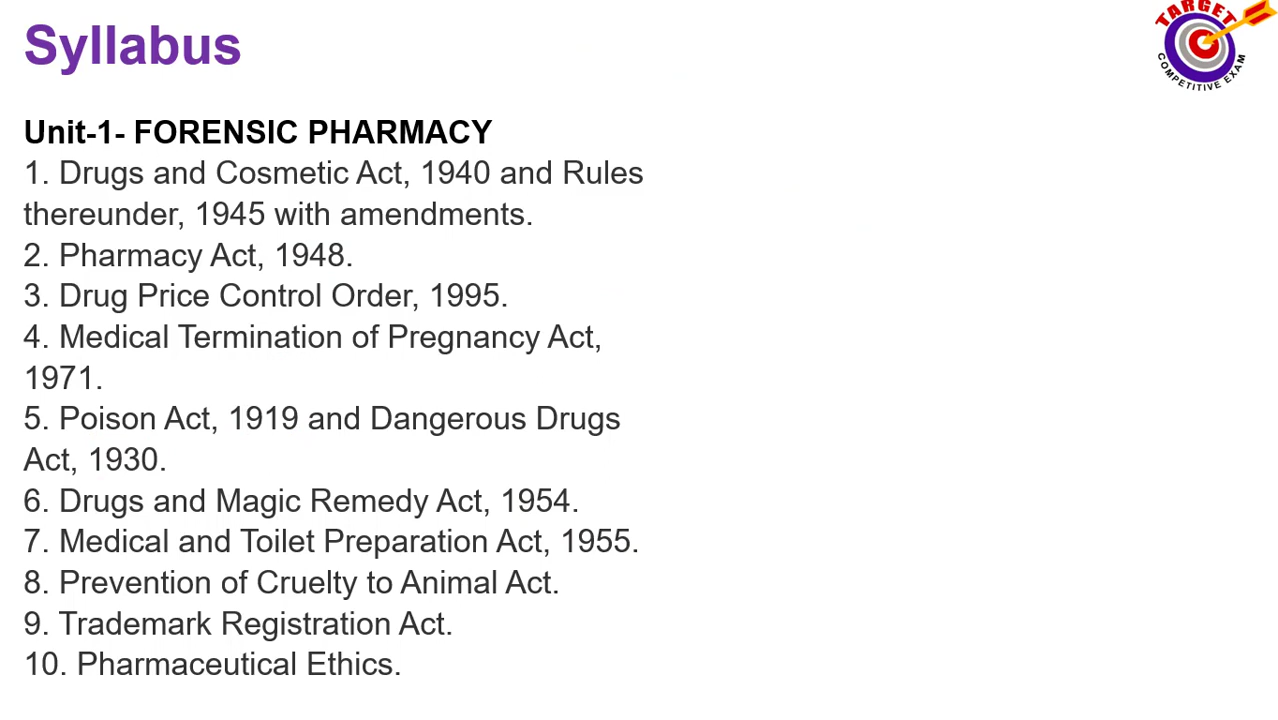 Syllabus
TARGET
COMPETITIVE EXAM
Unit-1- FORENSIC PHARMACY
1. Drugs and Cosmetic Act, 1940 and Rules
thereunder, 1945 with amendments.
2. Pharmacy Act, 1948.
3. Drug Price Control Order, 1995.
4. Medical Termination of Pregnancy Act,
1971.
5. Poison Act, 1919 and Dangerous Drugs
Act, 1930.
6. Drugs and Magic Remedy Act, 1954.
7. Medical and Toilet Preparation Act, 1955.
8. Prevention of Cruelty to Animal Act.
9. Trademark Registration Act.
10. Pharmaceutical Ethics.